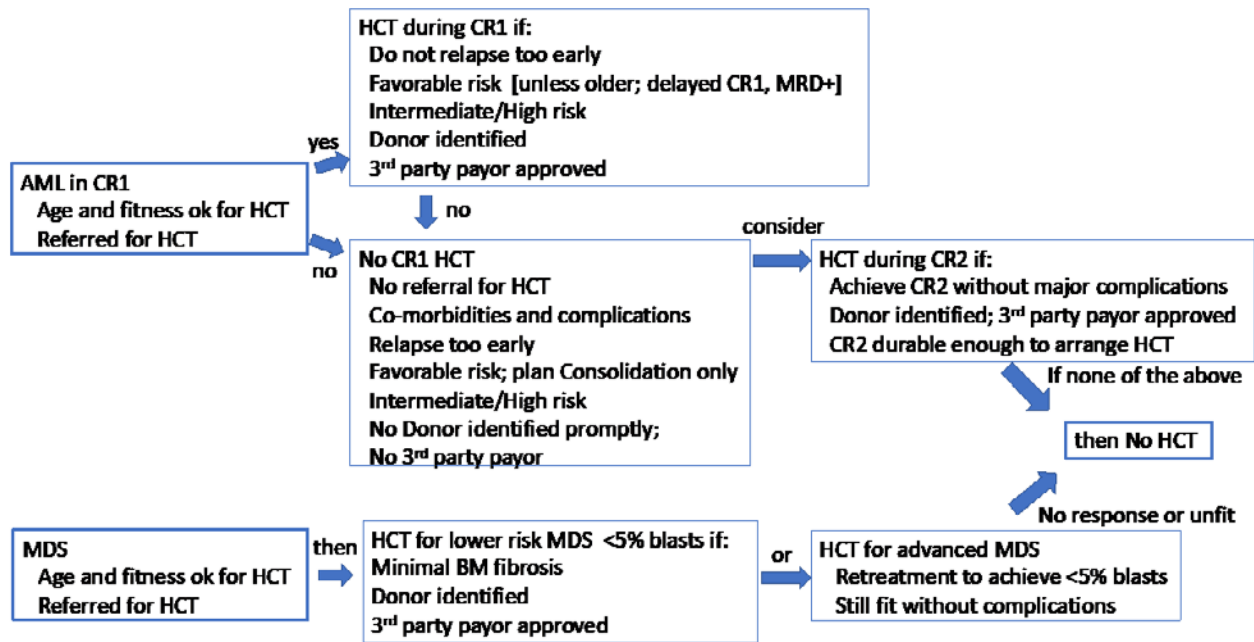 HCT during CR1 if:
Do not relapse too early
Favorable risk [unless older; delayed CR1, MRD+]
Intermediate/High risk
Donor identified
3rd party payor approved
yes
AML in CR1
Age and fitness ok for HCT
Referred for HCT
no
no
No CR1 HCT
No referral for HCT
Co-morbidities and complications
Relapse too early
Favorable risk; plan Consolidation only
Intermediate/High risk
No Donor identified promptly;
No 3rd party payor
consider
HCT during CR2 if:
Achieve CR2 without major complications
Donor identified; 3rd party payor approved
CR2 durable enough to arrange HCT
If none of the above
then No HCT
No response or unfit
MDS
Age and fitness ok for HCT
Referred for HCT
then
HCT for lower risk MDS <5% blasts if:
Minimal BM fibrosis
Donor identified
3rd party payor approved
or
HCT for advanced MDS
Retreatment to achieve <5% blasts
Still fit without complications